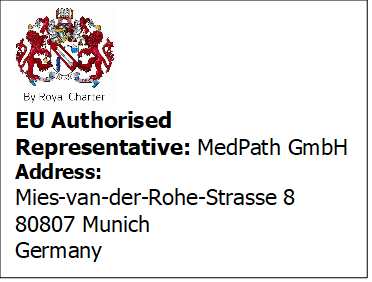 By Royal Charter
EU Authorised
Representative: MedPath GmbH
Address:
Mies-van-der-Rohe-Strasse 8
80807 Munich
Germany